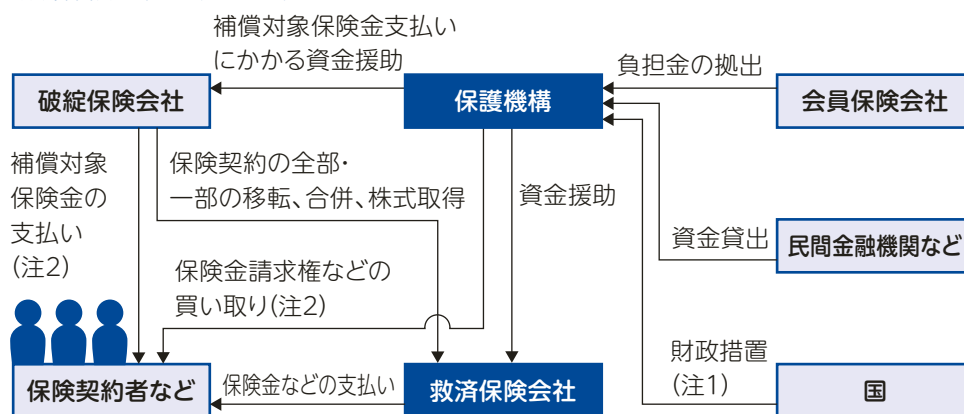 補償対象保険金支払い
にかかる資金援助
負担金の拠出
破綻保険会社
保護機構
会員保険会社
補償対象
保険金の
支払い
(注2)
保険契約の全部・
一部の移転、合併、株式取得
資金援助
資金貸出
民間金融機関など
保険金請求権などの
買い取り(注2)
財政措置
(注1)
保険契約者など
保険金などの支払い
救済保険会社
国